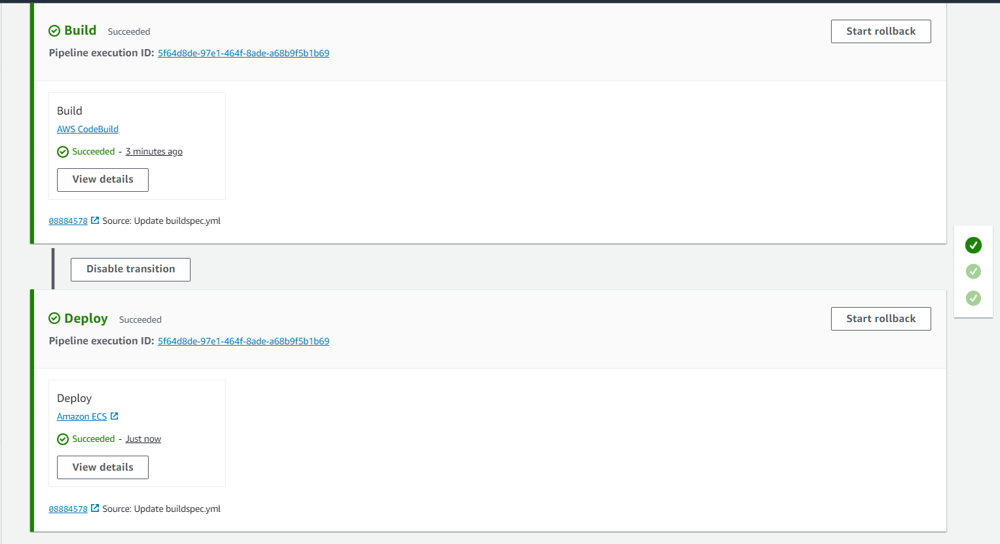 Build Succeeded
Start rollback
Pipeline execution ID: 5f64d8de-97e1-464f-8ade-a68b9f5b1b69
Build
AWS CodeBuild
Succeeded - 3 minutes ago
View details
08884578 Source: Update buildspec.yml
Disable transition
Deploy Succeeded
Start rollback
Pipeline execution ID: 5f64d8de-97e1-464f-8ade-a68b9f5b1b69
Deploy
Amazon ECS
Succeeded - Just now
View details
08884578 Source: Update buildspec.yml